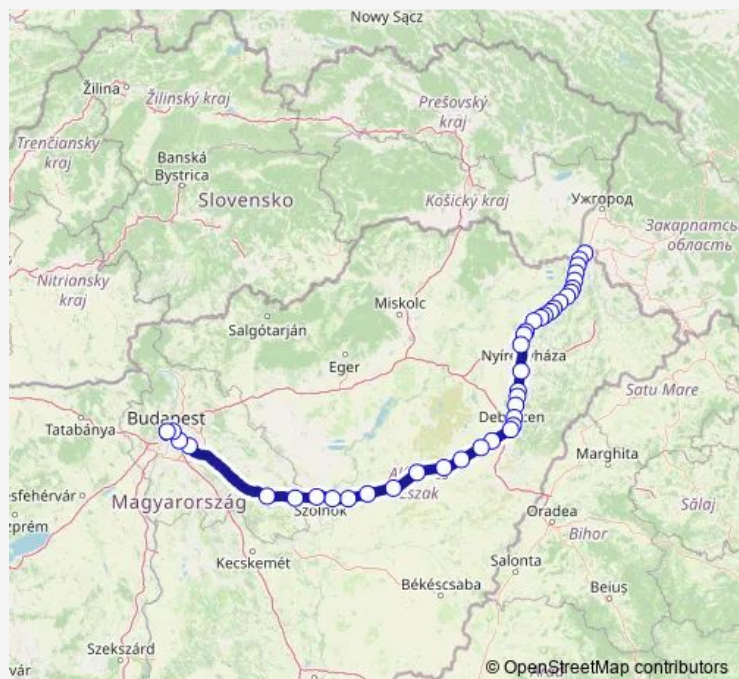 Nowy Sącz
Žilina
Žilinský kraj
Prešovský
kraj
Trenčiansky
kraj
Banská
Bystrica
Slovensko
Košický kraj
Ужгород
Закарпатсь
область
Nitriansky
kraj
Salgótarján
Miskolc
Eger
Satu Mare
Tatabánya
Marghita
Magyarország
Szolnok
Észak
Oradea
Sălaj
Bihor
Kecskemét
Salonta
Békéscsaba
Beiuș
Szekszárd
© OpenStreetMap contributors